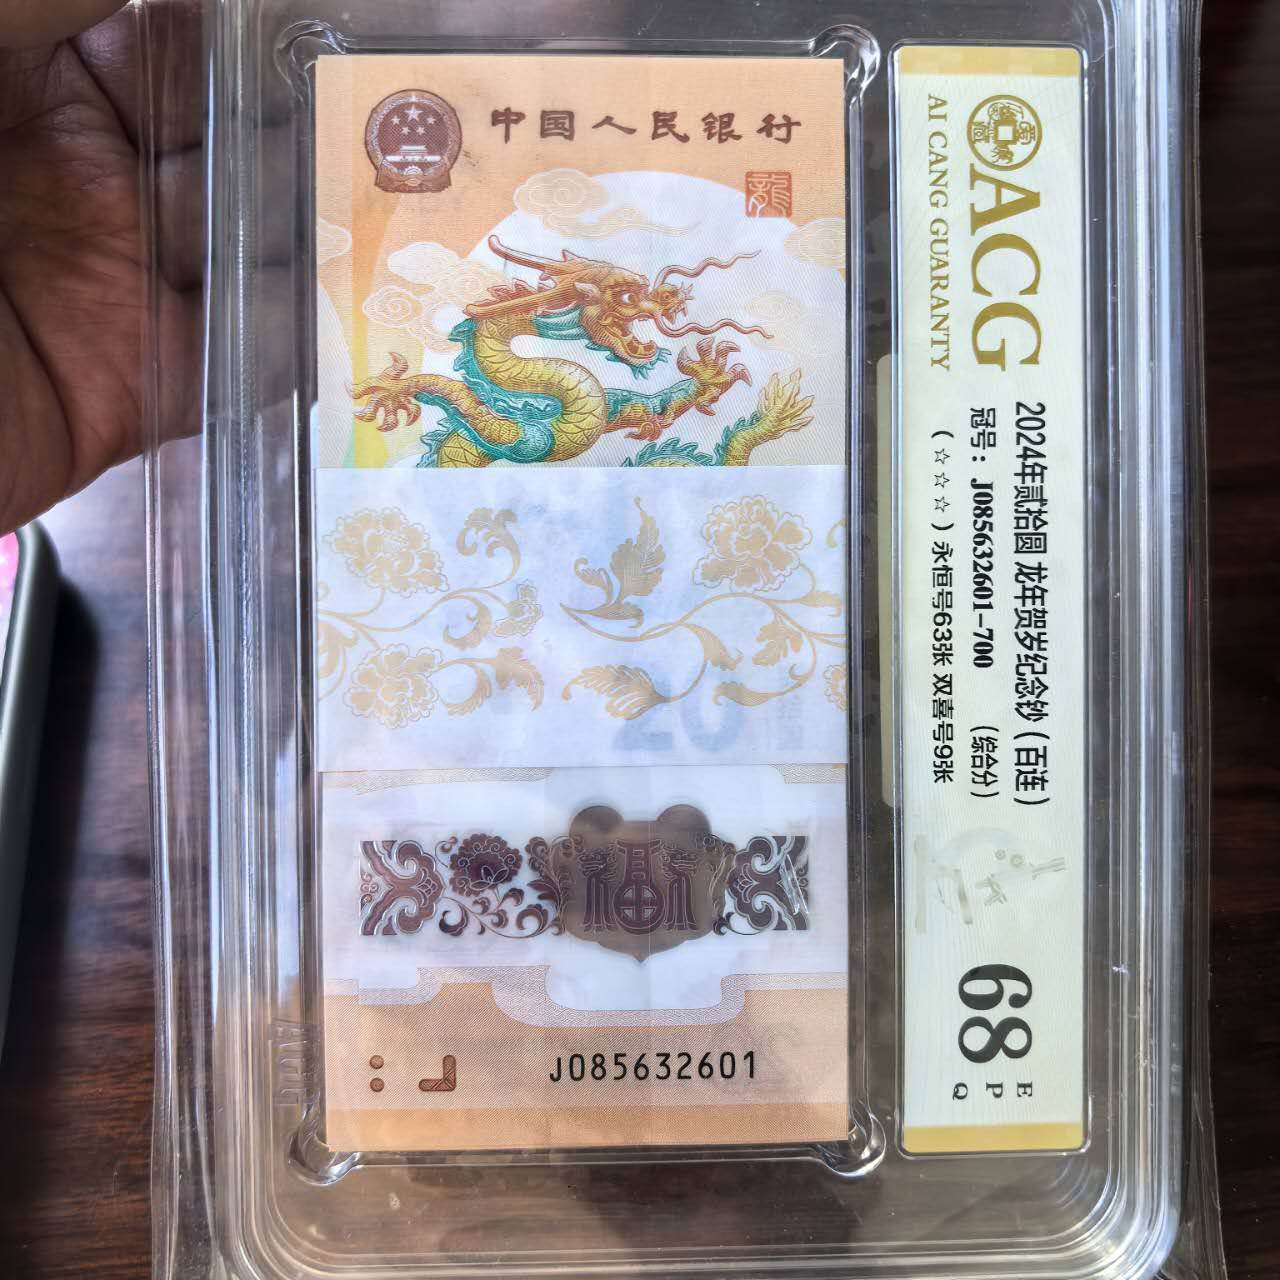 中国人民银行
龍
福
J085632601
ACG
AI CANG GUARANTY
2024年贰拾圆 龙年贺岁纪念钞(百连)
冠号:J085632601-700 (综合分)
(☆☆☆)永恒号63张 双喜号9张
68
EPQ